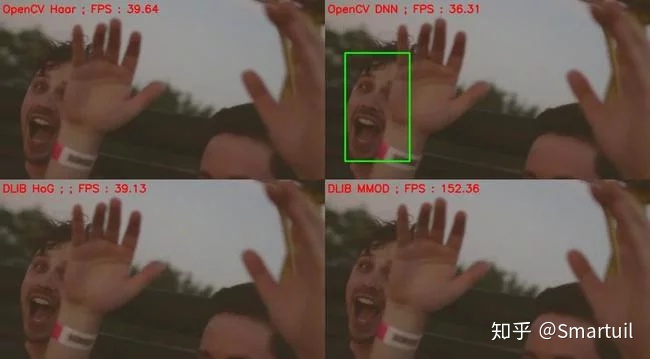 OpenCV Haar ; FPS : 39.64
OpenCV DNN ; FPS : 36.31
DLIB HoG ; ; FPS : 39.13
DLIB MMOD ; FPS : 152.36
知乎 @Smartuil